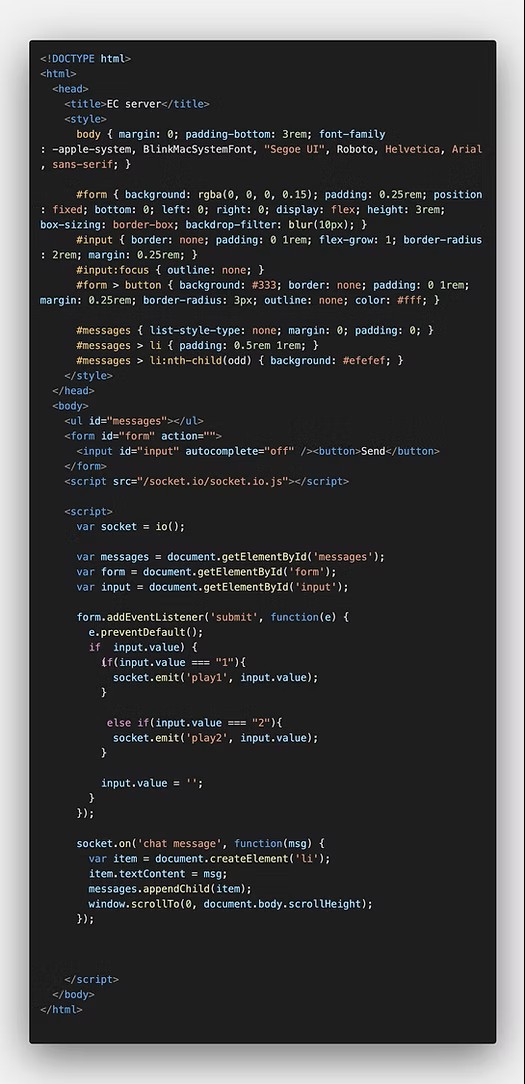 <!DOCTYPE html>
<html>
  <head>
    <title>EC server</title>
    <style>
      body { margin: 0; padding-bottom: 3rem; font-family
: -apple-system, BlinkMacSystemFont, "Segoe UI", Roboto, Helvetica, Arial
, sans-serif; }

      #form { background: rgba(0, 0, 0, 0.15); padding: 0.25rem; position
: fixed; bottom: 0; left: 0; right: 0; display: flex; height: 3rem;
box-sizing: border-box; backdrop-filter: blur(10px); }
      #input { border: none; padding: 0 1rem; flex-grow: 1; border-radius
: 2rem; margin: 0.25rem; }
      #input:focus { outline: none; }
      #form > button { background: #333; border: none; padding: 0 1rem;
margin: 0.25rem; border-radius: 3px; outline: none; color: #fff; }

      #messages { list-style-type: none; margin: 0; padding: 0; }
      #messages > li { padding: 0.5rem 1rem; }
      #messages > li:nth-child(odd) { background: #efefef; }
    </style>
  </head>
  <body>
    <ul id="messages"></ul>
    <form id="form" action="">
      <input id="input" autocomplete="off" /><button>Send</button>
    </form>
    <script src="/socket.io/socket.io.js"></script>

    <script>
      var socket = io();

      var messages = document.getElementById('messages');
      var form = document.getElementById('form');
      var input = document.getElementById('input');

      form.addEventListener('submit', function(e) {
        e.preventDefault();
        if  input.value) {
          if(input.value === "1"){
            socket.emit('play1', input.value);
          }

           else if(input.value === "2"){
            socket.emit('play2', input.value);
          }

          input.value = '';
        }
      });

      socket.on('chat message', function(msg) {
        var item = document.createElement('li');
        item.textContent = msg;
        messages.appendChild(item);
        window.scrollTo(0, document.body.scrollHeight);
      });

    </script>
  </body>
</html>